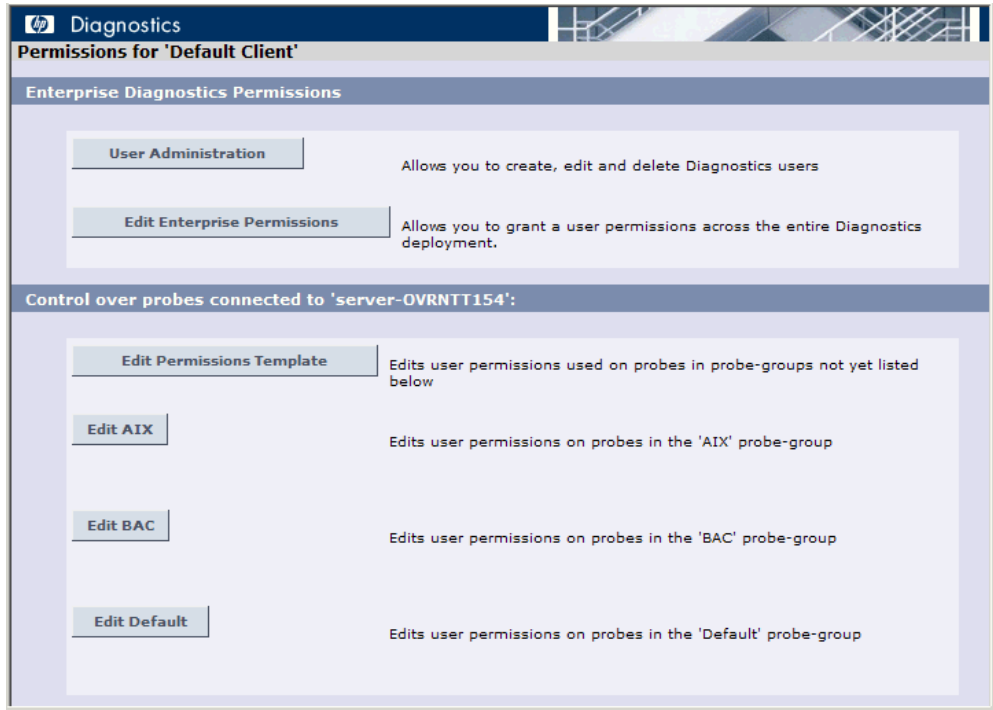 hp Diagnostics
Permissions for 'Default Client'
Enterprise Diagnostics Permissions
User Administration
Allows you to create, edit and delete Diagnostics users
Edit Enterprise Permissions
Allows you to grant a user permissions across the entire Diagnostics
deployment.
Control over probes connected to 'server-OVRNTT154':
Edit Permissions Template
Edits user permissions used on probes in probe-groups not yet listed
below
Edit AIX
Edits user permissions on probes in the 'AIX' probe-group
Edit BAC
Edits user permissions on probes in the 'BAC' probe-group
Edit Default
Edits user permissions on probes in the 'Default' probe-group